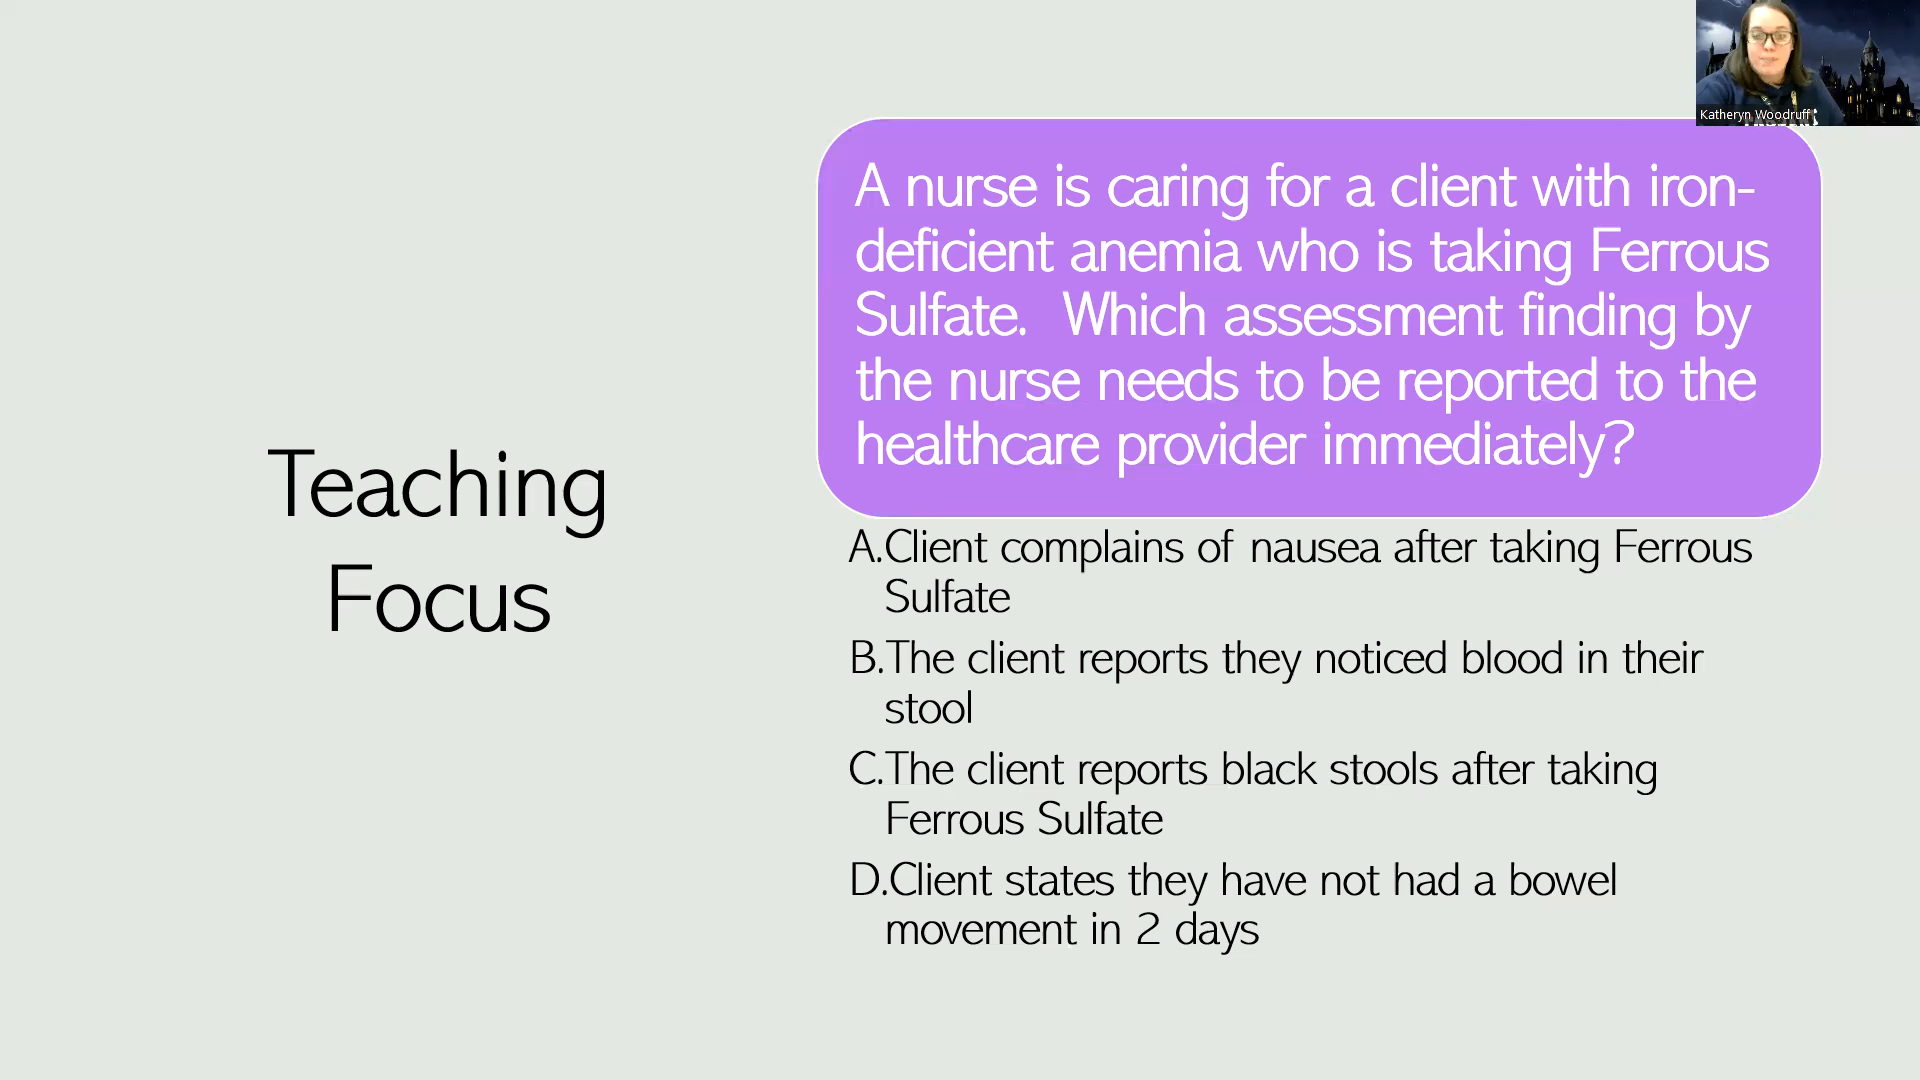 Katheryn Woodruff
A nurse is caring for a client with iron-
deficient anemia who is taking Ferrous
Sulfate.  Which assessment finding by
the nurse needs to be reported to the
healthcare provider immediately?
Teaching
Focus
A.Client complains of nausea after taking Ferrous
Sulfate
B.The client reports they noticed blood in their
stool
C.The client reports black stools after taking
Ferrous Sulfate
D.Client states they have not had a bowel
movement in 2 days